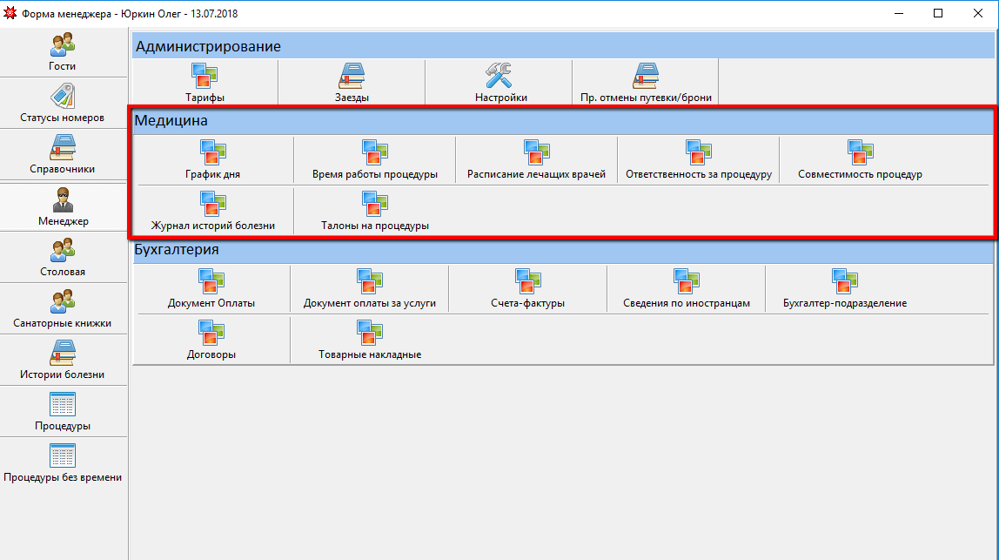 Форма менеджера - Юркин Олег - 13.07.2018
Гости
Статусы номеров
Справочники
Менеджер
Столовая
Санаторные книжки
Истории болезни
Процедуры
Процедуры без времени
Администрирование
Тарифы
Заезды
Настройки
Пр. отмены путевки/брони
Медицина
График дня
Время работы процедуры
Расписание лечащих врачей
Ответственность за процедуру
Совместимость процедур
Журнал историй болезни
Талоны на процедуры
Бухгалтерия
Документ Оплаты
Документ оплаты за услуги
Счета-фактуры
Сведения по иностранцам
Бухгалтер-подразделение
Договоры
Товарные накладные